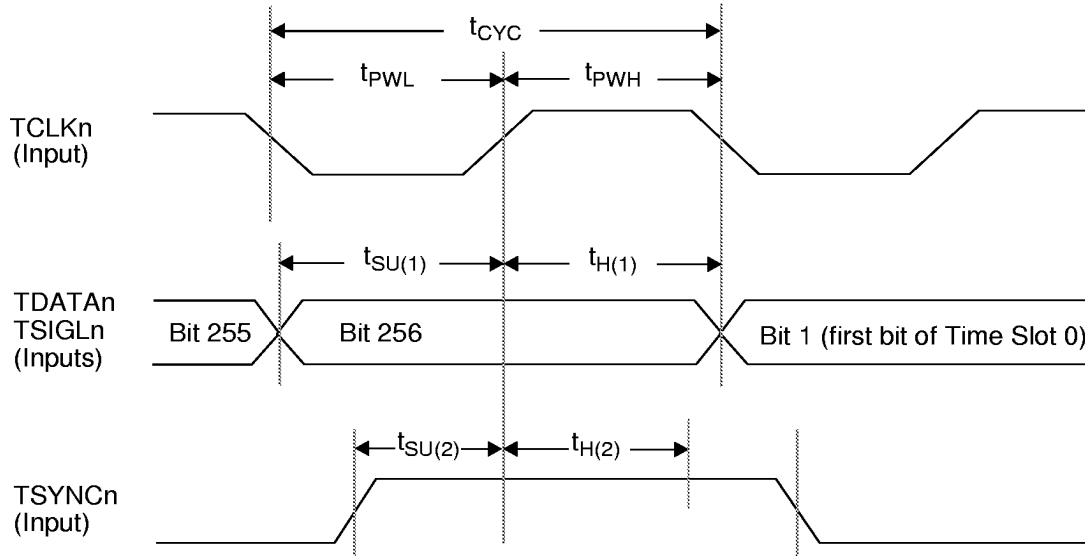 tCYC
tPWL
tPWH
TCLKn
(Input)
tSU(1)
tH(1)
TDATAn
TSIGLn
(Inputs)
Bit 255
Bit 256
Bit 1 (first bit of Time Slot 0)
tSU(2)
tH(2)
TSYNCn
(Input)